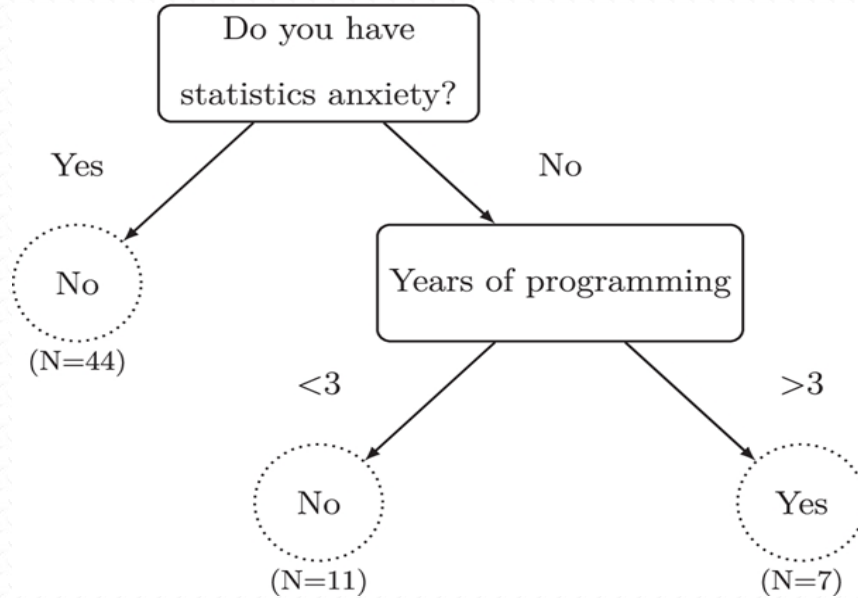 Do you have
statistics anxiety?
Yes
No
No
(N=44)
Years of programming
<3
>3
No
(N=11)
Yes
(N=7)